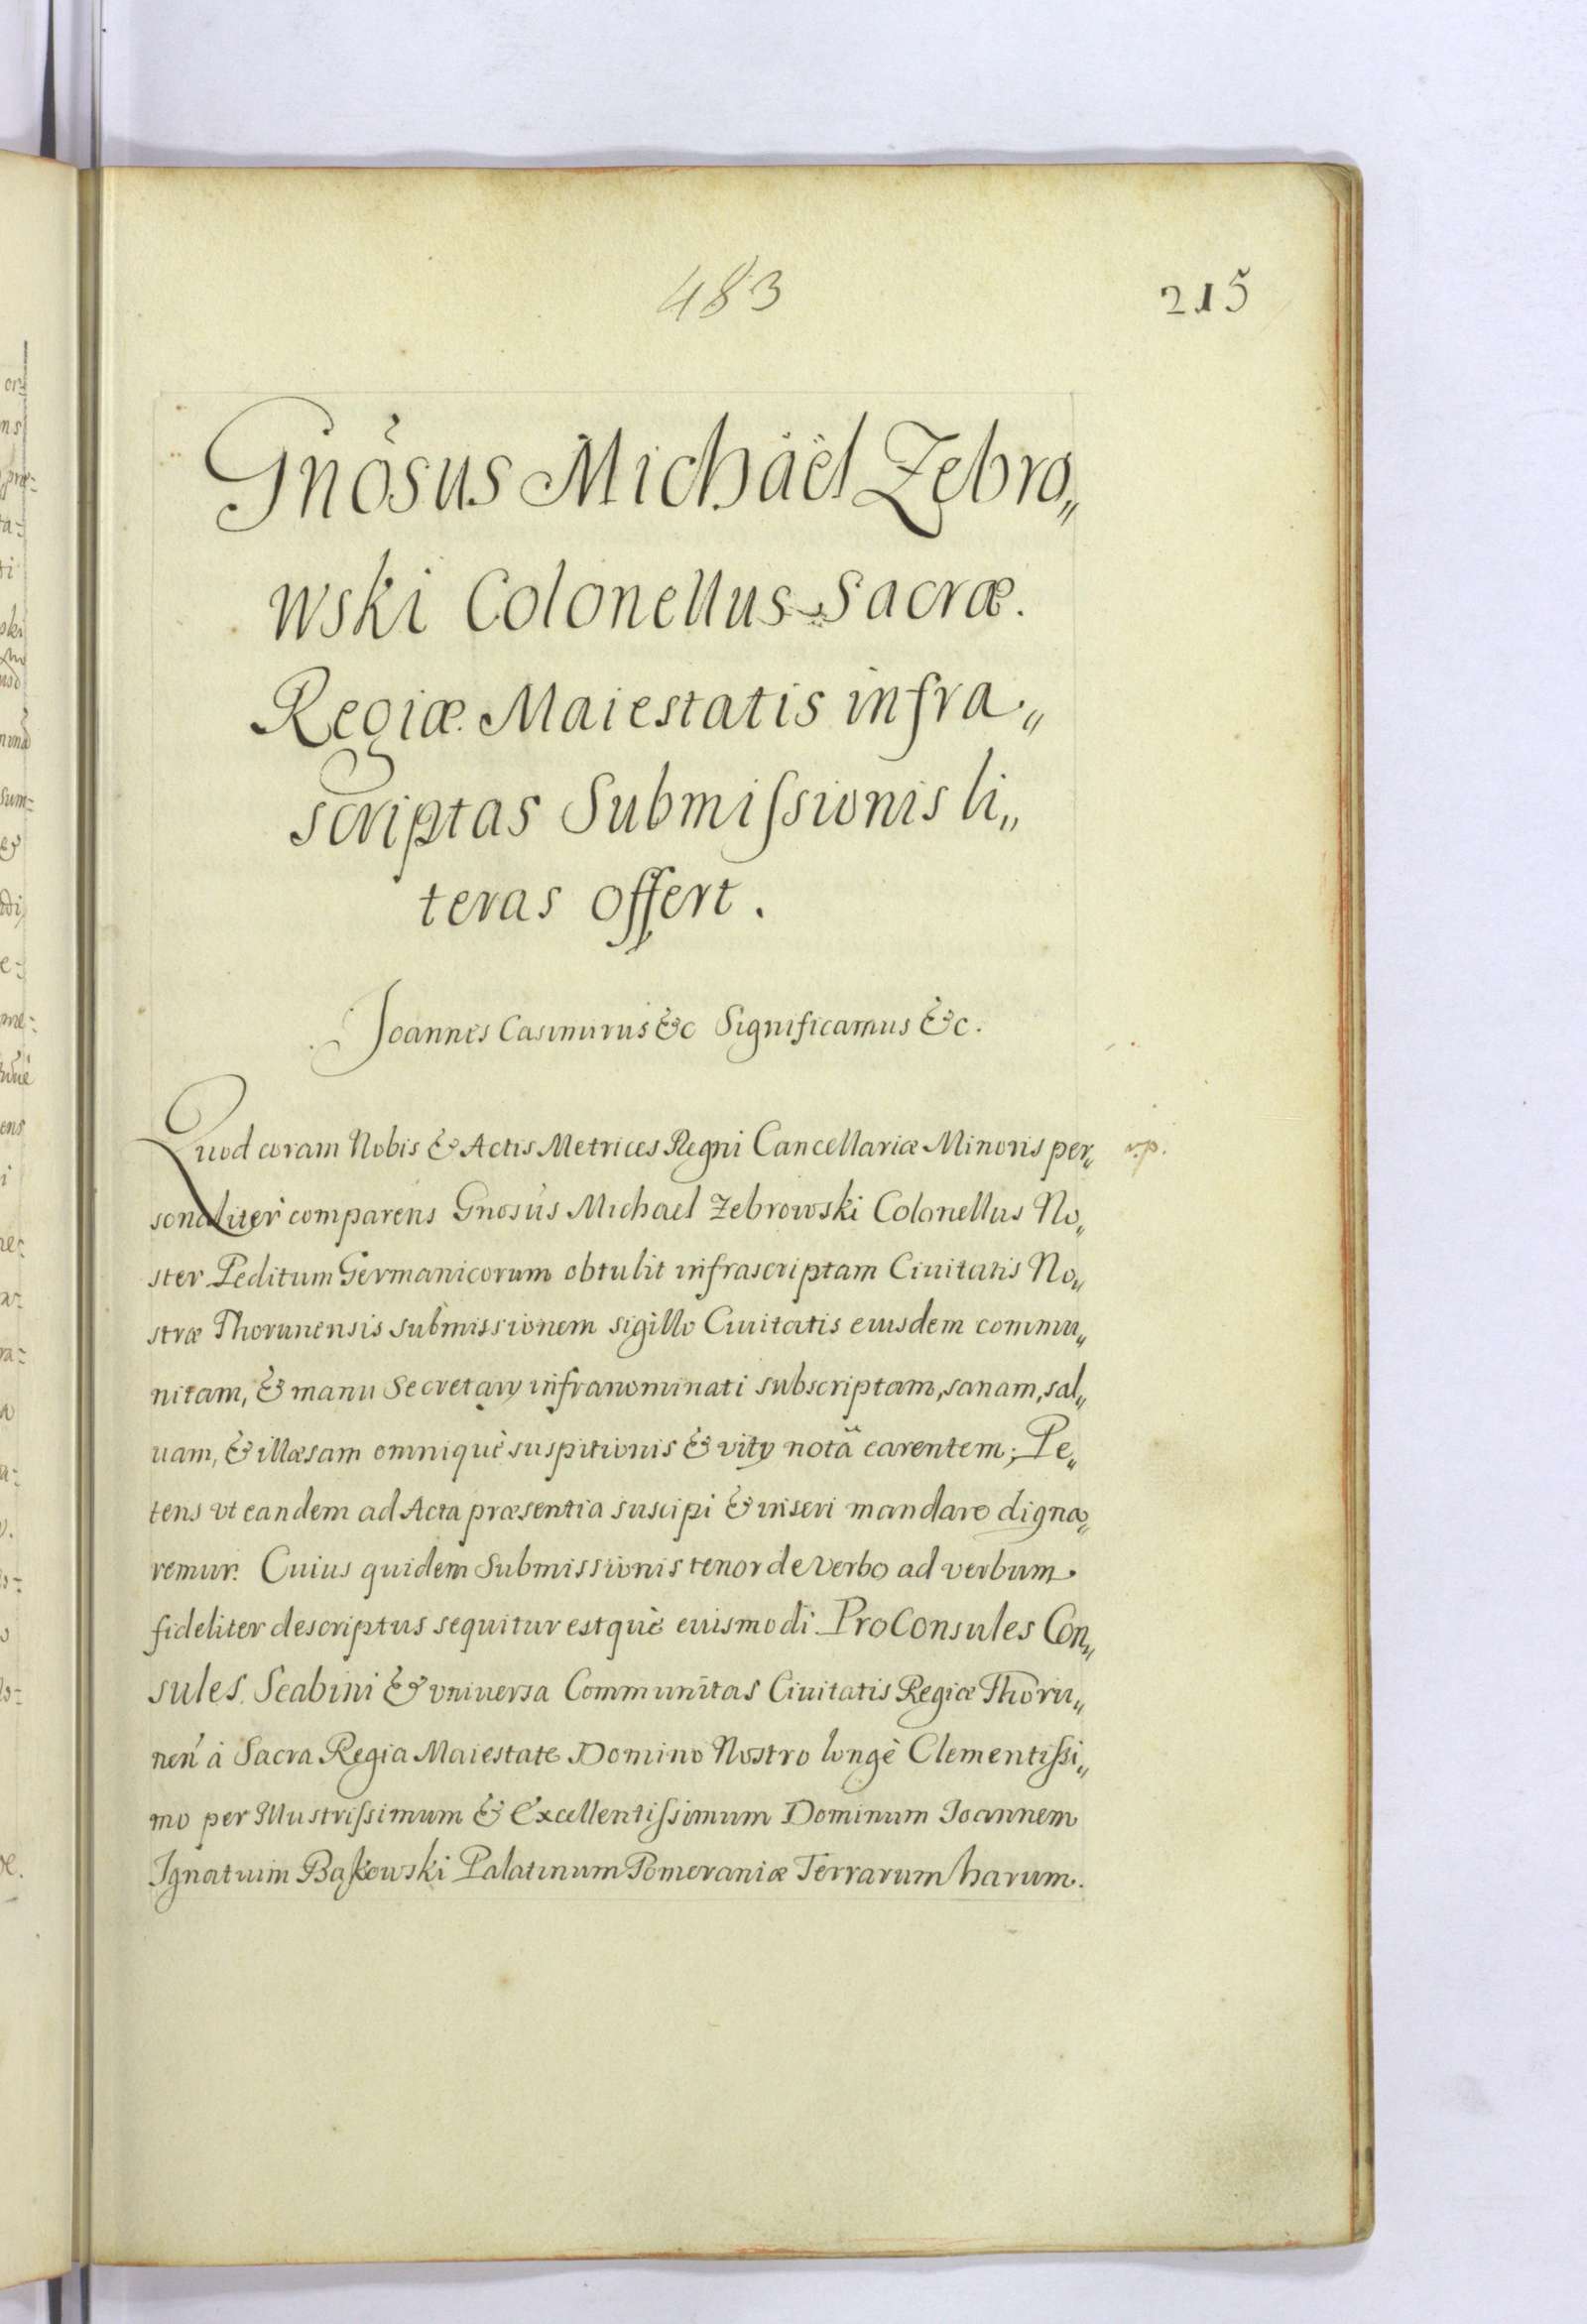 483
215
Gnosus Michaël Zebro„
wski Colonellus Sacræ.
Regiæ Maiestatis infra„
scriptas Submiſsionis li„
teras offert.
Joannes Casimirus &c Significamus &c.
Quod coram Nobis & Actis Metrices Regni Cancellariæ Minoris per„
r.p.
sonaliter comparens Gnosus Michael Zebrowski Colonellus No„
ster Peditum Germanicorum obtulit infrascriptam Ciuitatis No„
stræ Thorunensis submissionem sigillo Ciuitatis eiusdem commu„
nitam, & manu Secretary infranominati subscriptam, sanam, sal„
uam, & illæsam omniquè suspitionis & vity notâ carentem; Pe„
tens vt eandem ad Acta præsentia suscipi & inseri mandare digna„
remur. Cuius quidem Submissionis tenor de verbo ad verbum
fideliter descriptus sequitur estquè eiusmodi ProConsules Con„
sules Scabini & vniuersa Communitas Ciuitatis Regiæ Thoru„
nen à Sacra Regia Maiestate Domino Nostro longè Clementiſsi„
mo per Illustriſsimum & Excellentiſsimum Dominum Joannem
Ignatium Bąkowski Palatinum Pomeraniæ Terrarum harum.